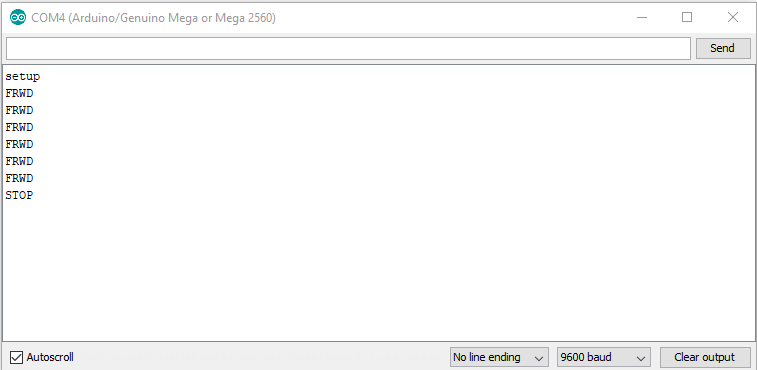 COM4 (Arduino/Genuino Mega or Mega 2560)
Send
setup
FRWD
FRWD
FRWD
FRWD
FRWD
FRWD
STOP
Autoscroll
No line ending
9600 baud
Clear output